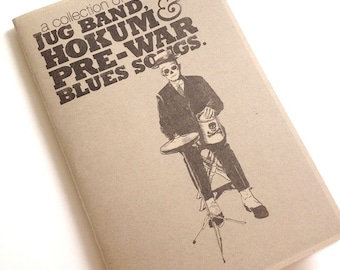 a collection of
JUG BAND,
HOKUM &
PRE-WAR
BLUES SONGS.